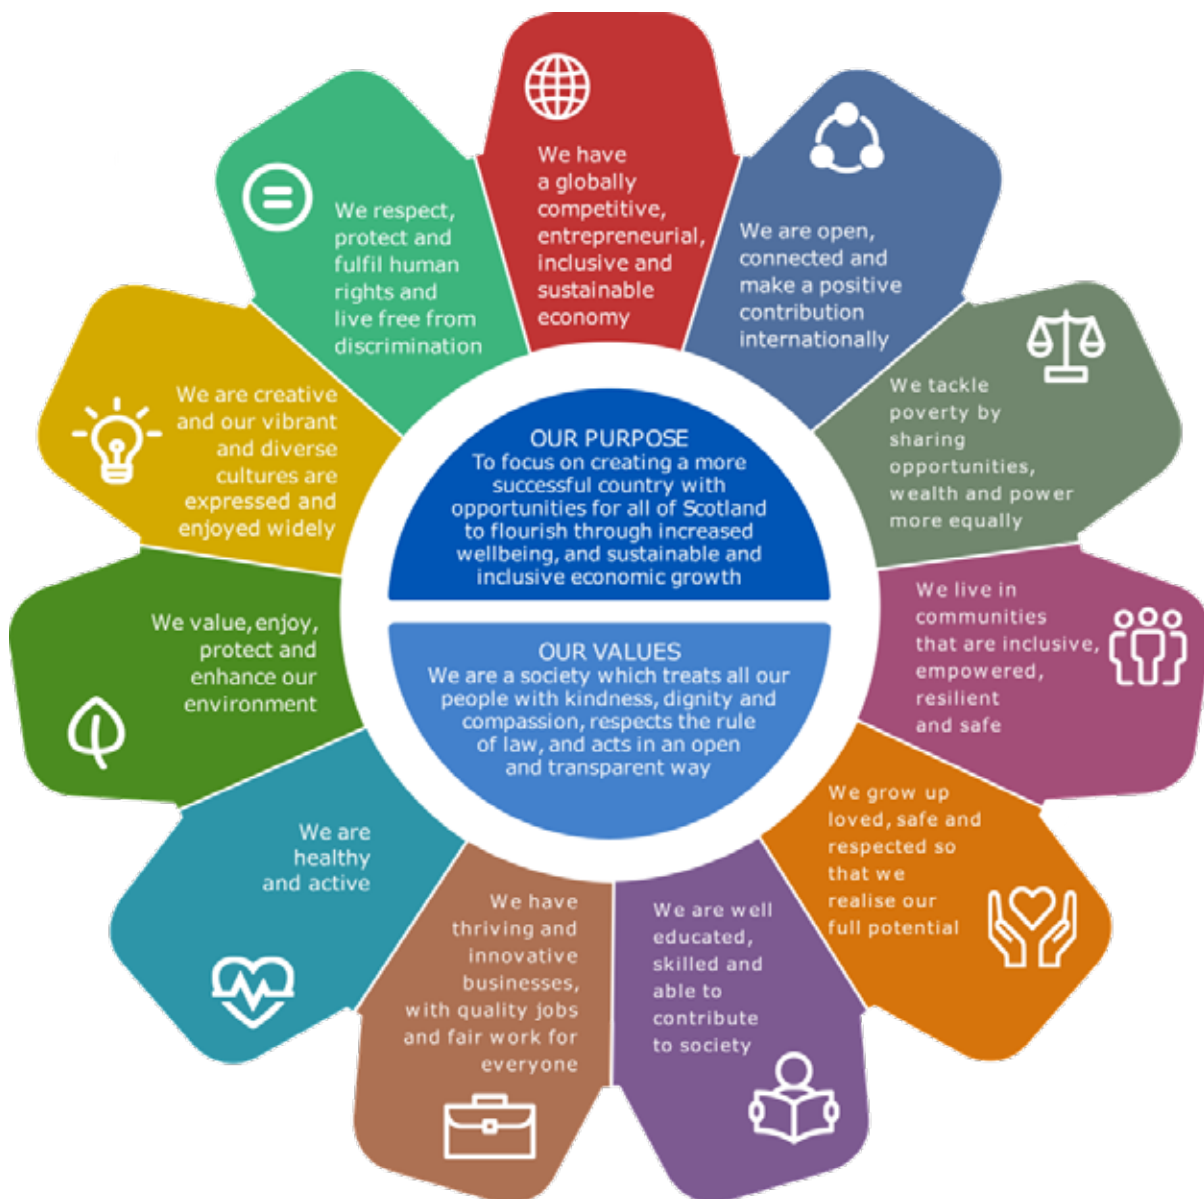 We have
a globally
competitive,
entrepreneurial,
inclusive and
sustainable
economy
We are open,
connected and
make a positive
contribution
internationally
We tackle
poverty by
sharing
opportunities,
wealth and power
more equally
We live in
communities
that are inclusive,
empowered,
resilient
and safe
We grow up
loved, safe and
respected so
that we
realise our
full potential
We are well
educated,
skilled and
able to
contribute
to society
We have
thriving and
innovative
businesses,
with quality jobs
and fair work for
everyone
We are
healthy
and active
We value, enjoy,
protect and
enhance our
environment
We are creative
and our vibrant
and diverse
cultures are
expressed and
enjoyed widely
We respect,
protect and
fulfil human
rights and
live free from
discrimination
OUR PURPOSE
To focus on creating a more
successful country with
opportunities for all of Scotland
to flourish through increased
wellbeing, and sustainable and
inclusive economic growth
OUR VALUES
We are a society which treats all our
people with kindness, dignity and
compassion, respects the rule
of law, and acts in an open
and transparent way